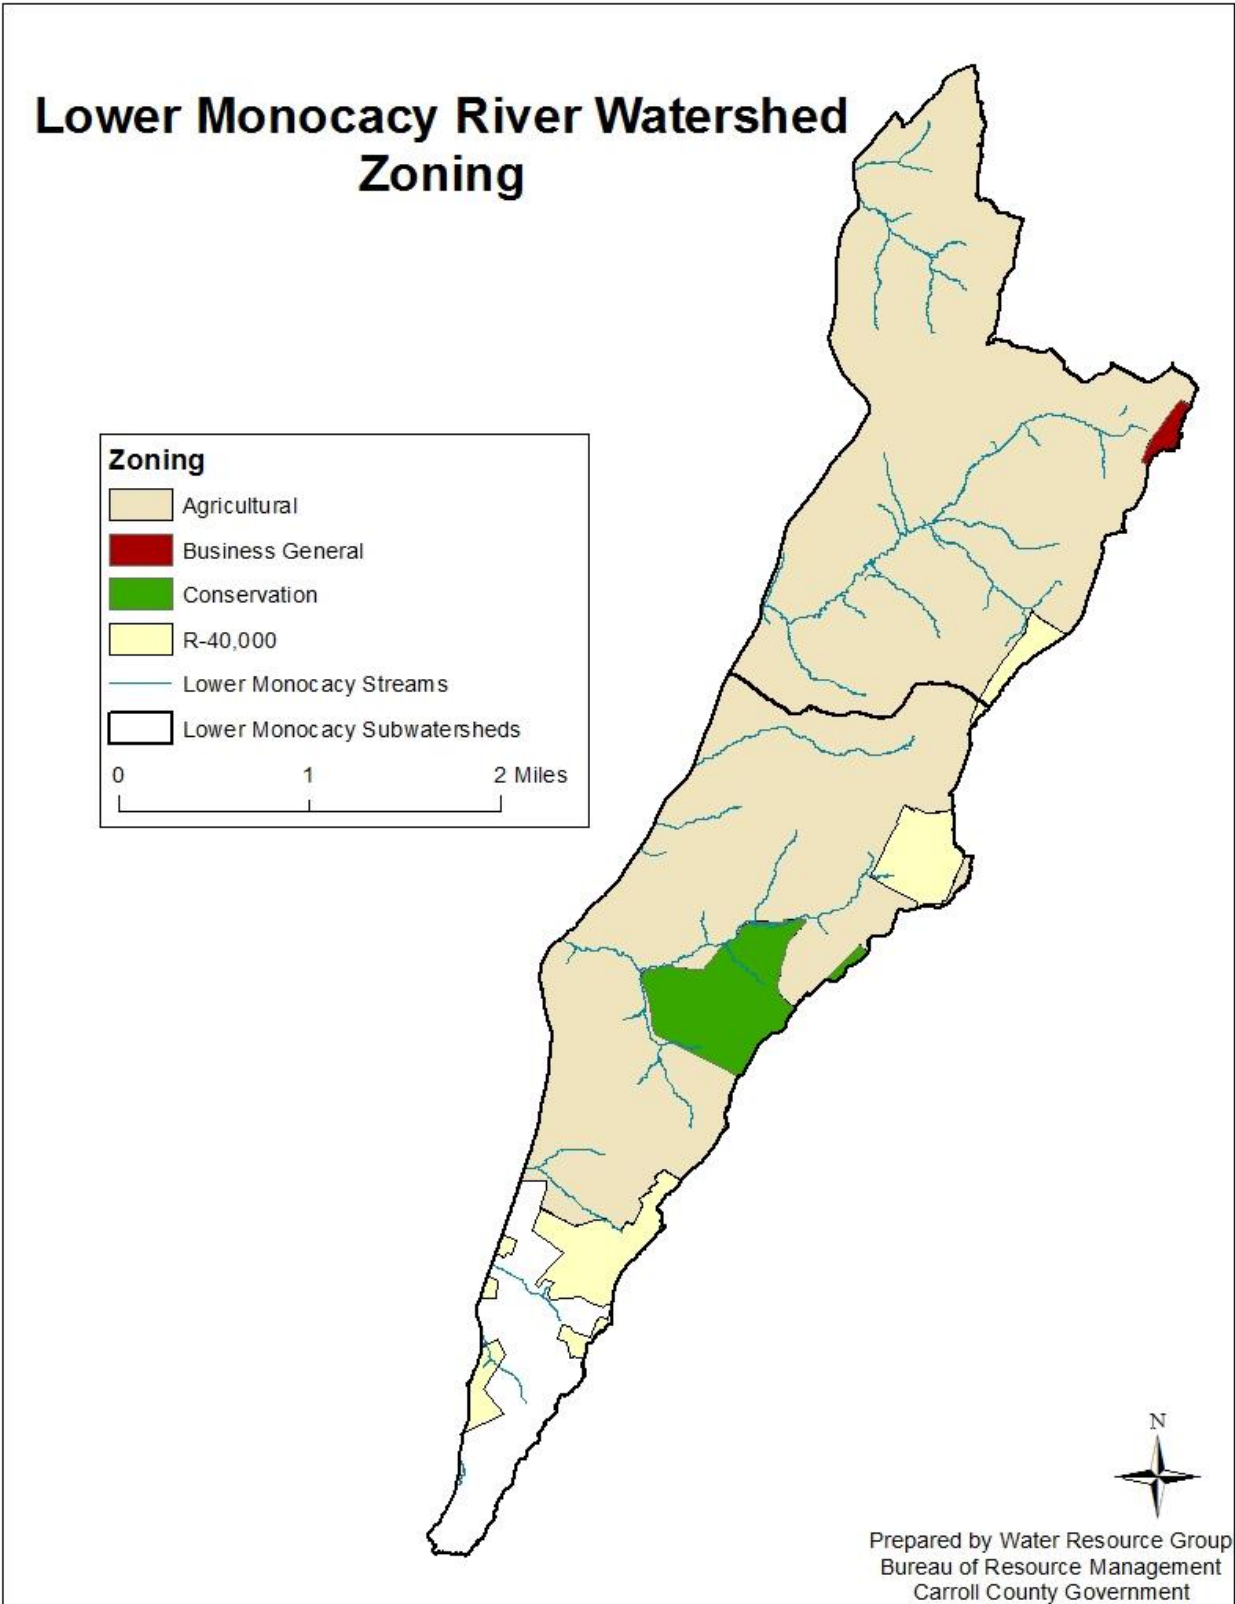 Lower Monocacy River Watershed
Zoning
Zoning
Agricultural
Business General
Conservation
R-40,000
Lower Monocacy Streams
Lower Monocacy Subwatersheds
0 1 2 Miles
N
Prepared by Water Resource Group
Bureau of Resource Management
Carroll County Government